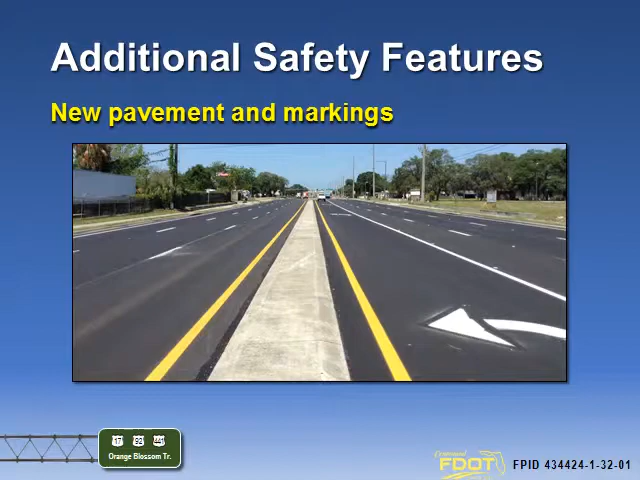 Additional Safety Features
New pavement and markings
17 92 441
Orange Blossom Tr.
FDOT
FPID 434424-1-32-01